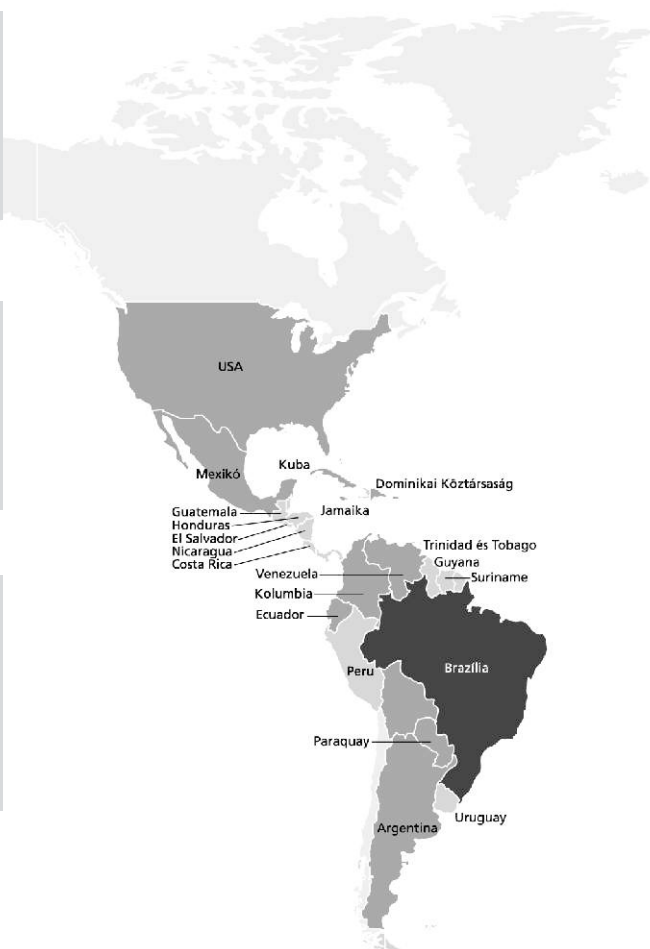 USA
Mexikó
Kuba
Dominikai Köztársaság
Guatemala
Jamaika
Honduras
El Salvador
Nicaragua
Costa Rica
Trinidad és Tobago
Guyana
Venezuela
Suriname
Kolumbia
Ecuador
Peru
Brazília
Paraguay
Uruguay
Argentina